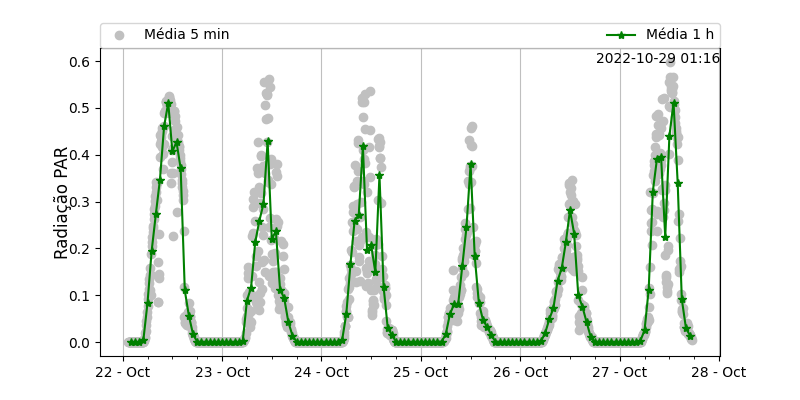 Média 5 min
Média 1 h
2022-10-29 01:16
Radiação PAR
0.6
0.5
0.4
0.3
0.2
0.1
0.0
22 - Oct
23 - Oct
24 - Oct
25 - Oct
26 - Oct
27 - Oct
28 - Oct